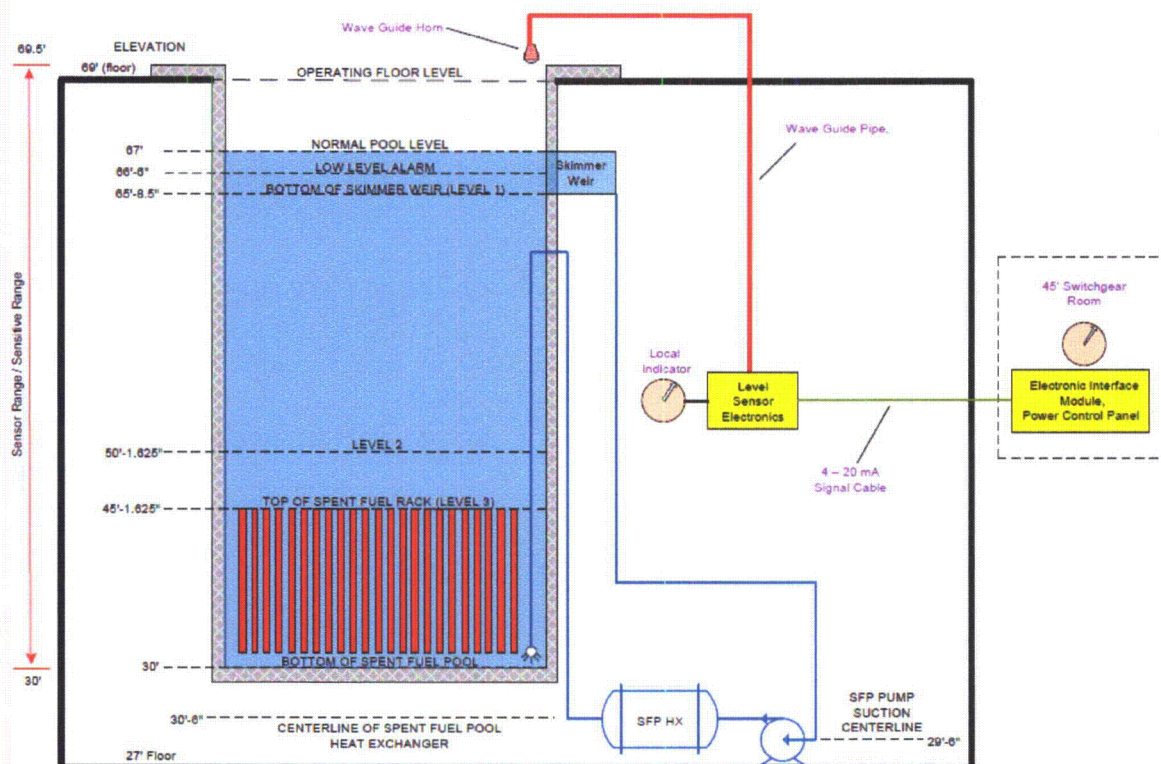 Wave Guide Horn
69.5'
ELEVATION
69' (floor)
OPERATING FLOOR LEVEL
Wave Guide Pipe,
NORMAL POOL LEVEL
67'
LOW LEVEL ALARM
66'-6"
BOTTOM OF SKIMMER WEIR (LEVEL 1)
65'-8.5"
Skimmer
Weir
Sensor Range / Sensitive Range
45' Switchgear
Room
Local
Indicator
Level
Sensor
Electronics
Electronic Interface
Module,
Power Control Panel
LEVEL 2
50'-1.625"
4 – 20 mA
Signal Cable
TOP OF SPENT FUEL RACK (LEVEL 3)
45'-1.625"
BOTTOM OF SPENT FUEL POOL
30'
30'
30'-6"
CENTERLINE OF SPENT FUEL POOL
HEAT EXCHANGER
SFP HX
SFP PUMP
SUCTION
CENTERLINE
29'-6"
27' Floor